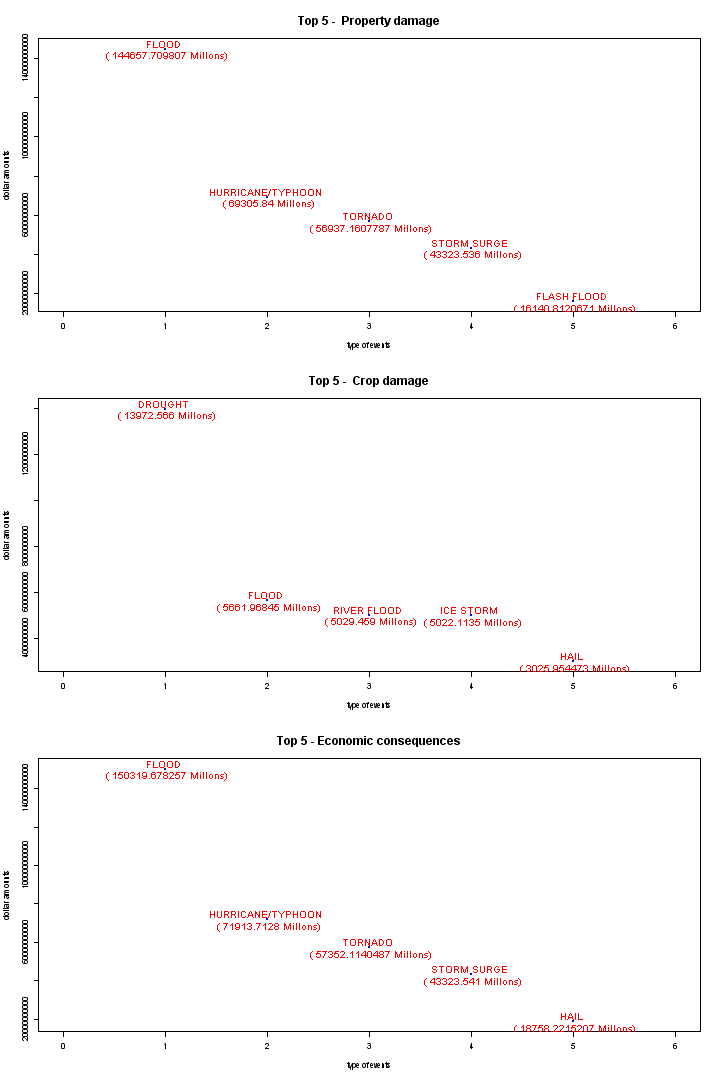 Top 5 -  Property damage
FLOOD
( 144657.709807 Millons)
HURRICANE/TYPHOON
( 69305.84 Millons)
TORNADO
( 56937.1607787 Millons)
STORM SURGE
( 43323.536 Millons)
FLASH FLOOD
( 16140.8120671 Millons)
dollar amounts
0 1 2 3 4 5 6
type of events
Top 5 -  Crop damage
DROUGHT
( 13972.566 Millons)
FLOOD
( 5661.96845 Millons)
RIVER FLOOD
( 5029.459 Millons)
ICE STORM
( 5022.1135 Millons)
HAIL
( 3025.954473 Millons)
dollar amounts
0 1 2 3 4 5 6
type of events
Top 5 - Economic consequences
FLOOD
( 150319.678257 Millons)
HURRICANE/TYPHOON
( 71913.7128 Millons)
TORNADO
( 57352.1140487 Millons)
STORM SURGE
( 43323.541 Millons)
HAIL
( 18758.2215207 Millons)
dollar amounts
0 1 2 3 4 5 6
type of events